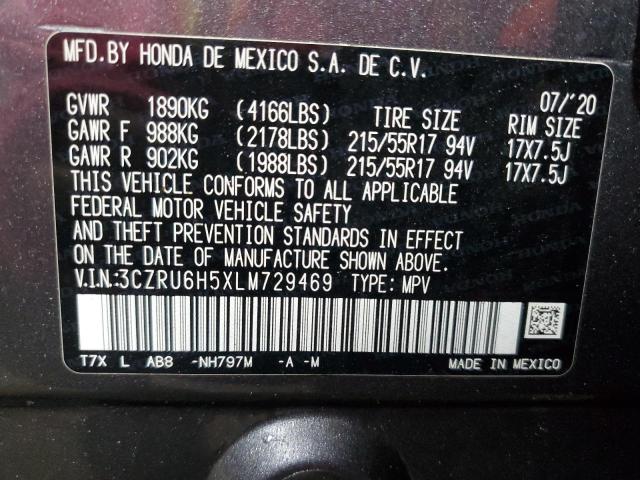 MFD. BY HONDA DE MEXICO S.A. DE C.V.
07/'20
GVWR 1890KG (4166LBS) TIRE SIZE RIM SIZE
GAWR F 988KG (2178LBS) 215/55R17 94V 17X7.5J
GAWR R 902KG (1988LBS) 215/55R17 94V 17X7.5J
THIS VEHICLE CONFORMS TO ALL APPLICABLE
FEDERAL MOTOR VEHICLE SAFETY
AND THEFT PREVENTION STANDARDS IN EFFECT
ON THE DATE OF MANUFACTURE SHOWN ABOVE.
V.I.N.:3CZRU6H5XLM729469 TYPE: MPV
T7X L AB8 -NH797M -A -M
MADE IN MEXICO